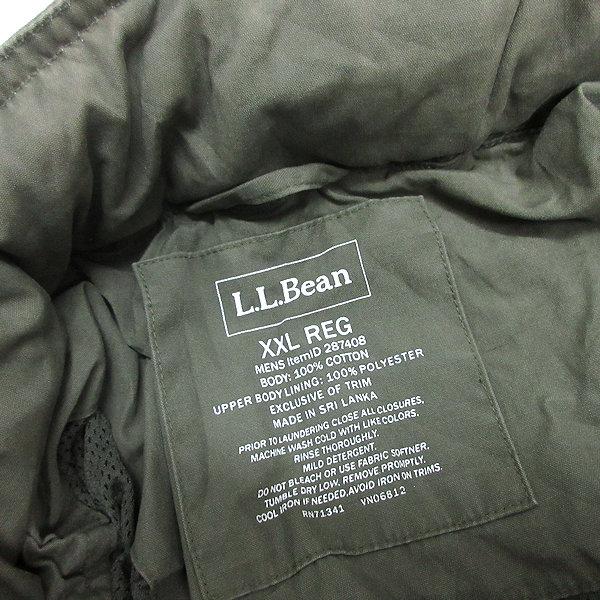 L.L.Bean
XXL REG
MENS ItemID 287408
BODY: 100% COTTON
UPPER BODY LINING: 100% POLYESTER
EXCLUSIVE OF TRIM
MADE IN SRI LANKA
PRIOR TO LAUNDERING CLOSE ALL CLOSURES,
MACHINE WASH COLD WITH LIKE COLORS.
RINSE THOROUGHLY.
MILD DETERGENT.
DO NOT BLEACH OR USE FABRIC SOFTNER.
TUMBLE DRY LOW, REMOVE PROMPTLY.
COOL IRON IF NEEDED, AVOID IRON ON TRIMS.
RN71341 VN06812